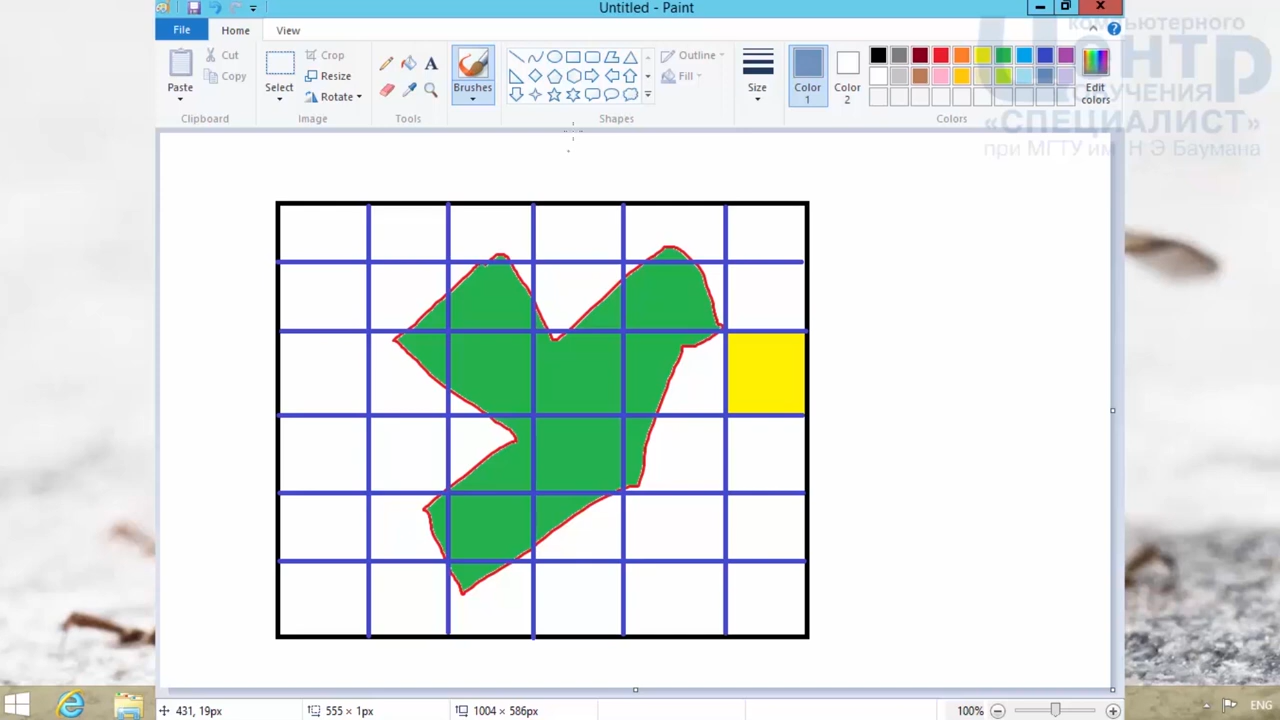 Untitled - Paint
File
Home
View
Paste
Cut
Copy
Clipboard
Select
Crop
Resize
Rotate
Image
Tools
Brushes
Outline
Fill
Shapes
Size
Color
1
Color
2
Edit
colors
Colors
компьютерного
Центр
ОБУЧЕНИЯ
«СПЕЦИАЛИСТ»
при МГТУ им. Н Э Баумана
431, 19px
555 × 1px
1004 × 586px
100%
ENG